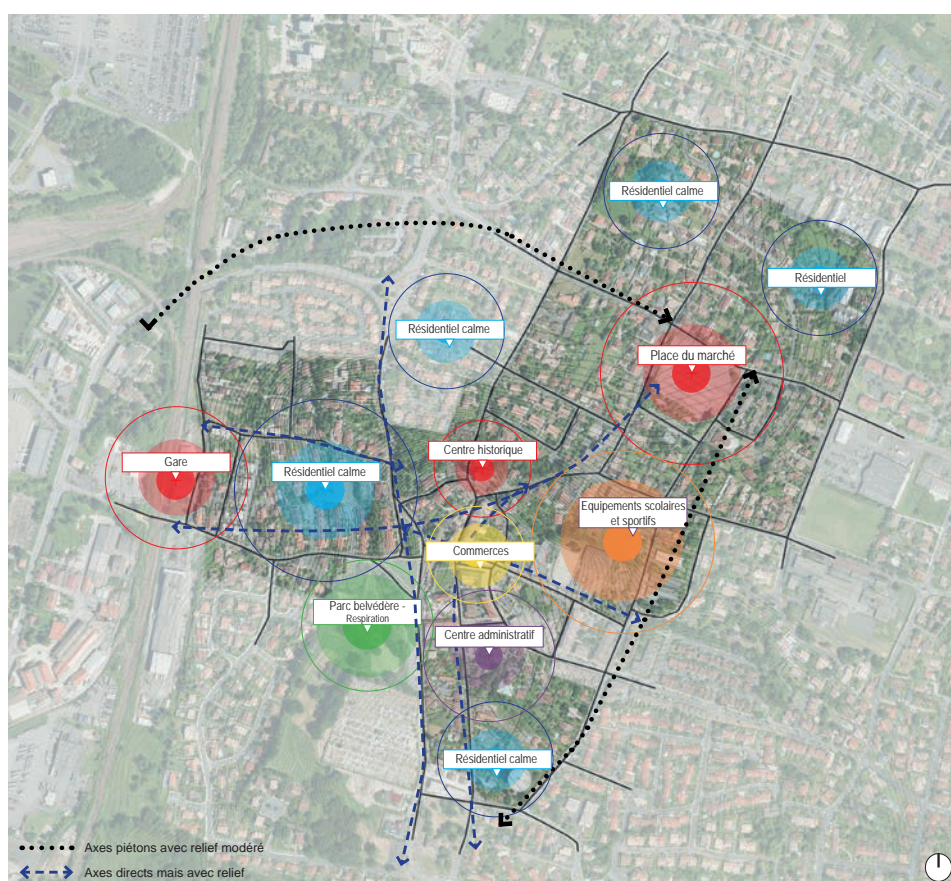 Résidentiel calme
Résidentiel
Résidentiel calme
Place du marché
Centre historique
Gare
Résidentiel calme
Equipements scolaires
et sportifs
Commerces
Parc belvédère -
Respiration
Centre administratif
Résidentiel calme
Axes piétons avec relief modéré
Axes directs mais avec relief